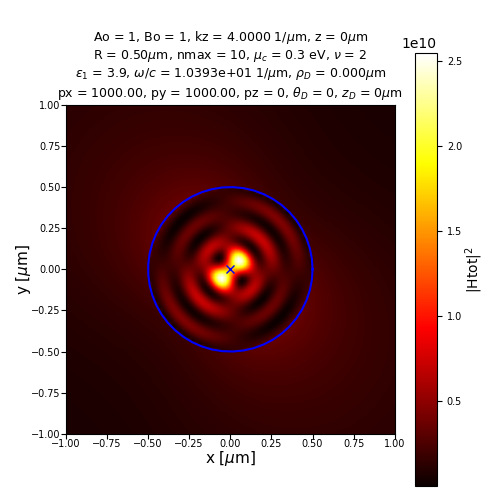 Ao = 1, Bo = 1, kz = 4.0000 1/μm, z = 0μm
R = 0.50μm, nmax = 10, μc = 0.3 eV, ν = 2
ε1 = 3.9, ω/c = 1.0393e+01 1/μm, ρD = 0.000μm
px = 1000.00, py = 1000.00, pz = 0, θD = 0, zD = 0μm
1e10
1.00
0.75
0.50
0.25
0.00
−0.25
−0.50
−0.75
−1.00
y [μm]
−1.00 −0.75 −0.50 −0.25 0.00 0.25 0.50 0.75 1.00
x [μm]
2.5
2.0
1.5
1.0
0.5
|Htot|²